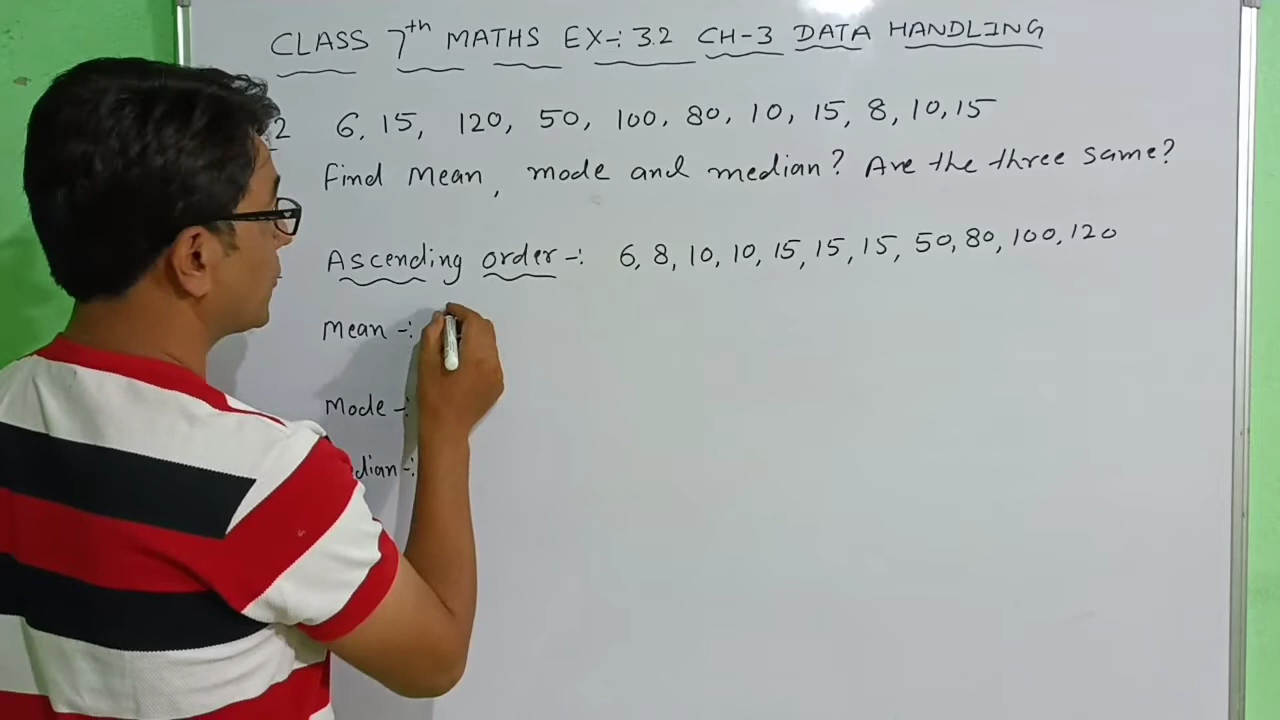 CLASS 7th MATHS EX-: 3.2 CH-3 DATA HANDLING
2 6, 15, 120, 50, 100, 80, 10, 15, 8, 10, 15
Find Mean, mode and median? Are the three same?
Ascending order-: 6, 8, 10, 10, 15, 15, 15, 50, 80, 100, 120
Mean -:
Mode -:
dian -: